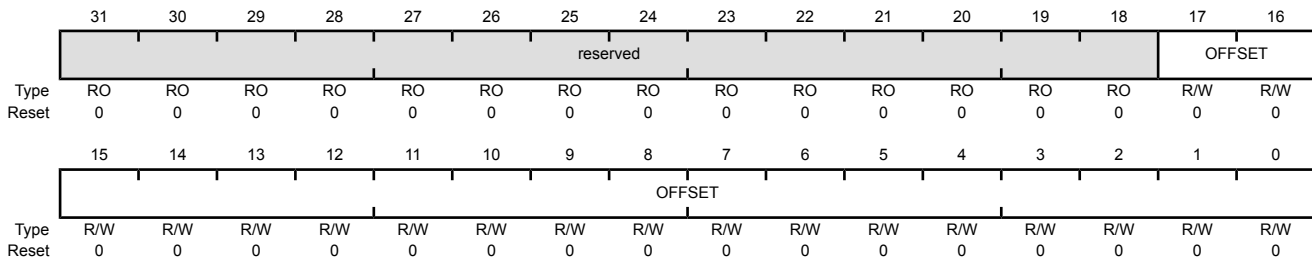 31 30 29 28 27 26 25 24 23 22 21 20 19 18 17 16
reserved OFFSET
Type RO RO RO RO RO RO RO RO RO RO RO RO RO RO R/W R/W
Reset 0 0 0 0 0 0 0 0 0 0 0 0 0 0 0 0
15 14 13 12 11 10 9 8 7 6 5 4 3 2 1 0
OFFSET
Type R/W R/W R/W R/W R/W R/W R/W R/W R/W R/W R/W R/W R/W R/W R/W R/W
Reset 0 0 0 0 0 0 0 0 0 0 0 0 0 0 0 0